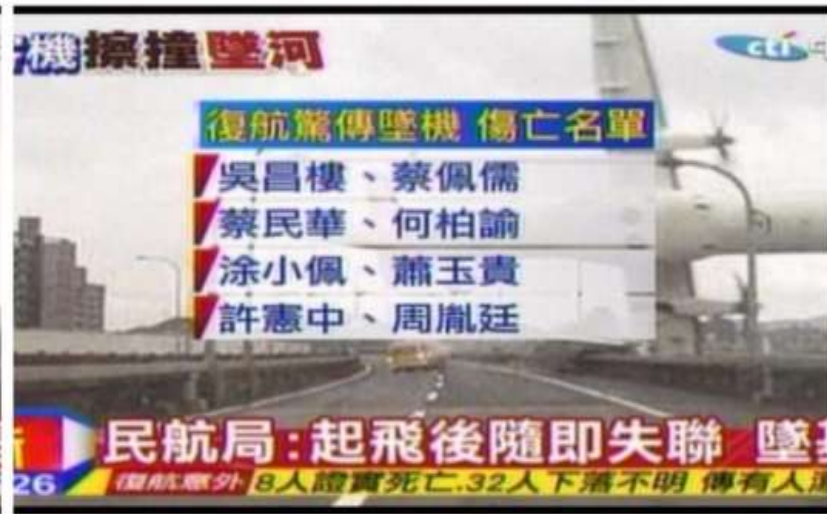 機擦撞墜河
cti
復航驚傳墜機 傷亡名單
吳昌樓、蔡佩儒
蔡民華、何柏諭
涂小佩、蕭玉貴
許憲中、周胤廷
民航局:起飛後隨即失聯 墜
26
復航意外 8人證實死亡.32人下落不明 傳有人